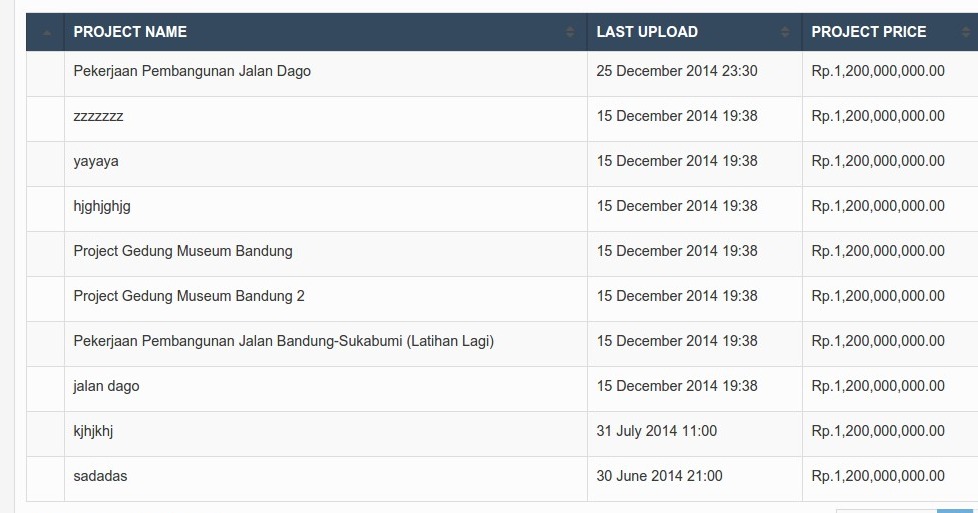 PROJECT NAME LAST UPLOAD PROJECT PRICE
Pekerjaan Pembangunan Jalan Dago 25 December 2014 23:30 Rp.1,200,000,000.00
zzzzzzz 15 December 2014 19:38 Rp.1,200,000,000.00
yayaya 15 December 2014 19:38 Rp.1,200,000,000.00
hjghjghjg 15 December 2014 19:38 Rp.1,200,000,000.00
Project Gedung Museum Bandung 15 December 2014 19:38 Rp.1,200,000,000.00
Project Gedung Museum Bandung 2 15 December 2014 19:38 Rp.1,200,000,000.00
Pekerjaan Pembangunan Jalan Bandung-Sukabumi (Latihan Lagi) 15 December 2014 19:38 Rp.1,200,000,000.00
jalan dago 15 December 2014 19:38 Rp.1,200,000,000.00
kjhjkhj 31 July 2014 11:00 Rp.1,200,000,000.00
sadadas 30 June 2014 21:00 Rp.1,200,000,000.00